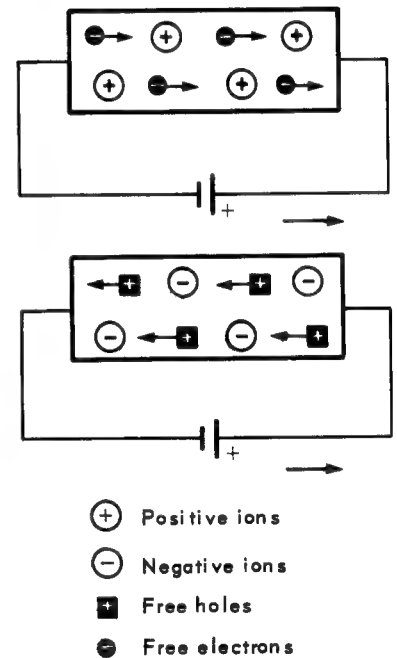 +
+
Positive ions
Negative ions
Free holes
Free electrons